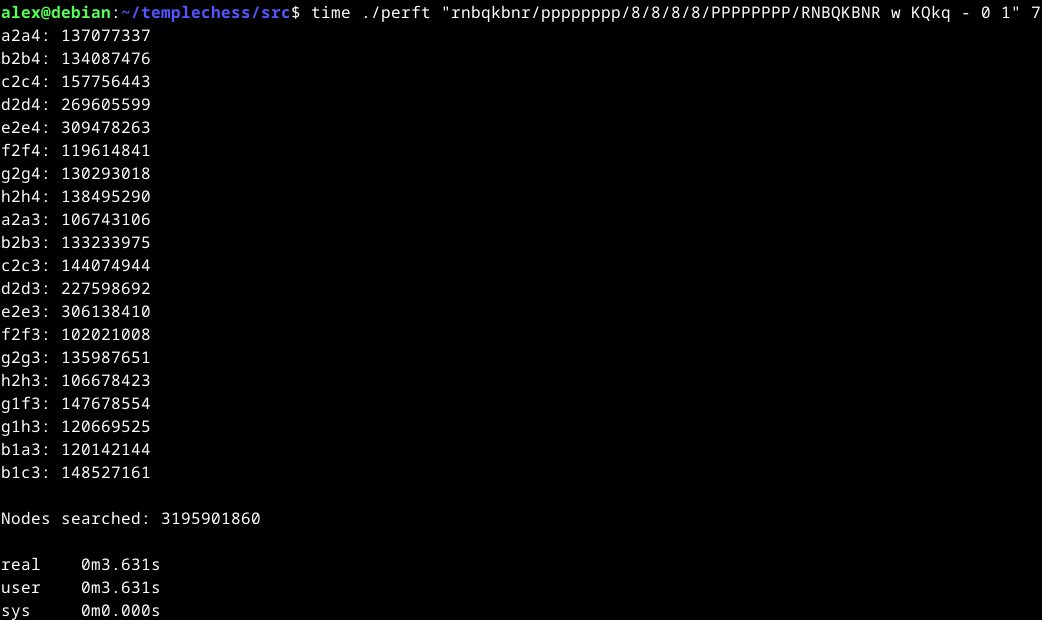 alex@debian:~/templechess/src$ time ./perft "rnbqkbnr/pppppppp/8/8/8/8/PPPPPPPP/RNBQKBNR w KQkq - 0 1" 7
a2a4: 137077337
b2b4: 134087476
c2c4: 157756443
d2d4: 269605599
e2e4: 309478263
f2f4: 119614841
g2g4: 130293018
h2h4: 138495290
a2a3: 106743106
b2b3: 133233975
c2c3: 144074944
d2d3: 227598692
e2e3: 306138410
f2f3: 102021008
g2g3: 135987651
h2h3: 106678423
g1f3: 147678554
g1h3: 120669525
b1a3: 120142144
b1c3: 148527161
Nodes searched: 3195901860
real    0m3.631s
user    0m3.631s
sys     0m0.000s